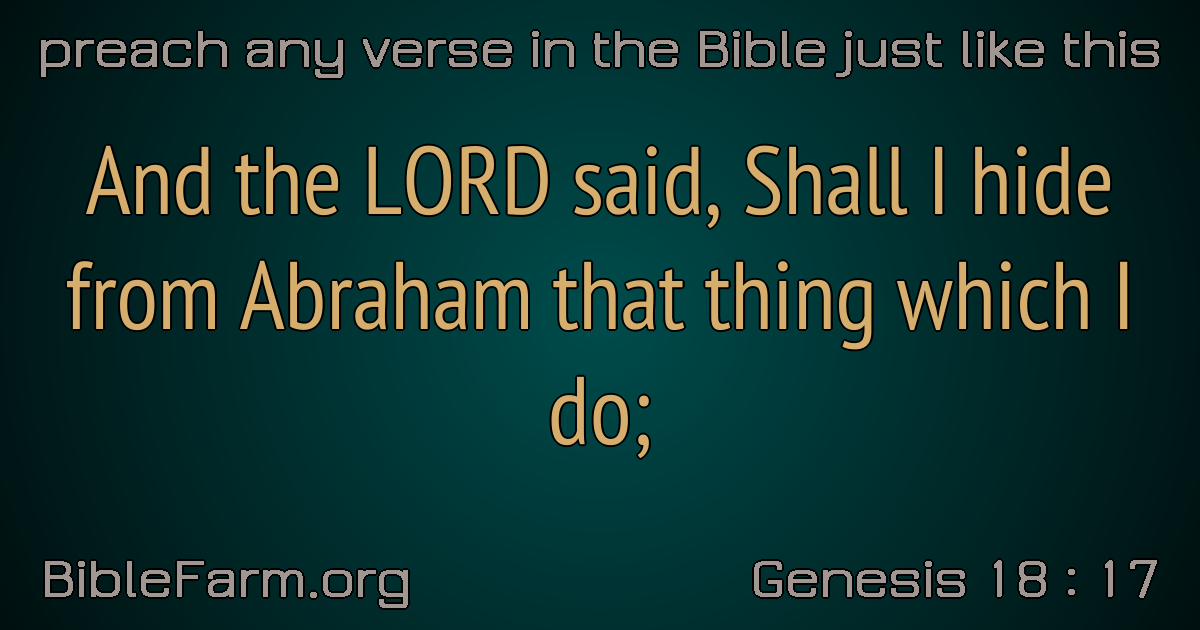 preach any verse in the Bible just like this
And the LORD said, Shall I hide
from Abraham that thing which I
do;
BibleFarm.org
Genesis 18 : 17